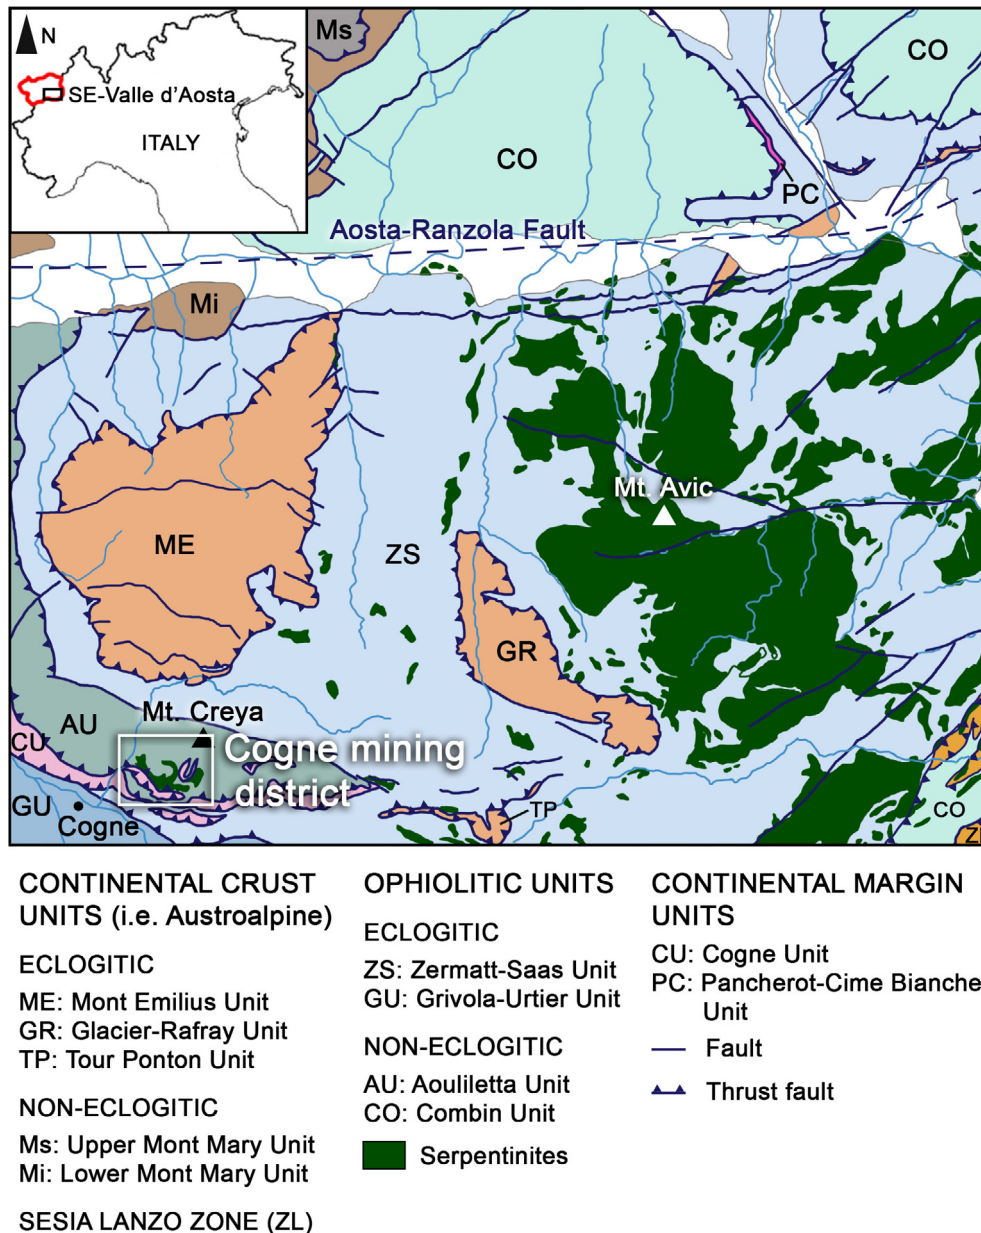 N
SE-Valle d'Aosta
ITALY
Ms
CO
CO
PC
Aosta-Ranzola Fault
Mi
Mt. Avic
ME
ZS
GR
Mt. Creya
AU
CU
Cogne mining
district
GU
Cogne
TP
CO
ZL
CONTINENTAL CRUST
UNITS (i.e. Austroalpine)
ECLOGITIC
ME: Mont Emilius Unit
GR: Glacier-Rafray Unit
TP: Tour Ponton Unit
NON-ECLOGITIC
Ms: Upper Mont Mary Unit
Mi: Lower Mont Mary Unit
SESIA LANZO ZONE (ZL)
OPHIOLITIC UNITS
ECLOGITIC
ZS: Zermatt-Saas Unit
GU: Grivola-Urtier Unit
NON-ECLOGITIC
AU: Aouliletta Unit
CO: Combin Unit
Serpentinites
CONTINENTAL MARGIN
UNITS
CU: Cogne Unit
PC: Pancherot-Cime Bianche
Unit
Fault
Thrust fault